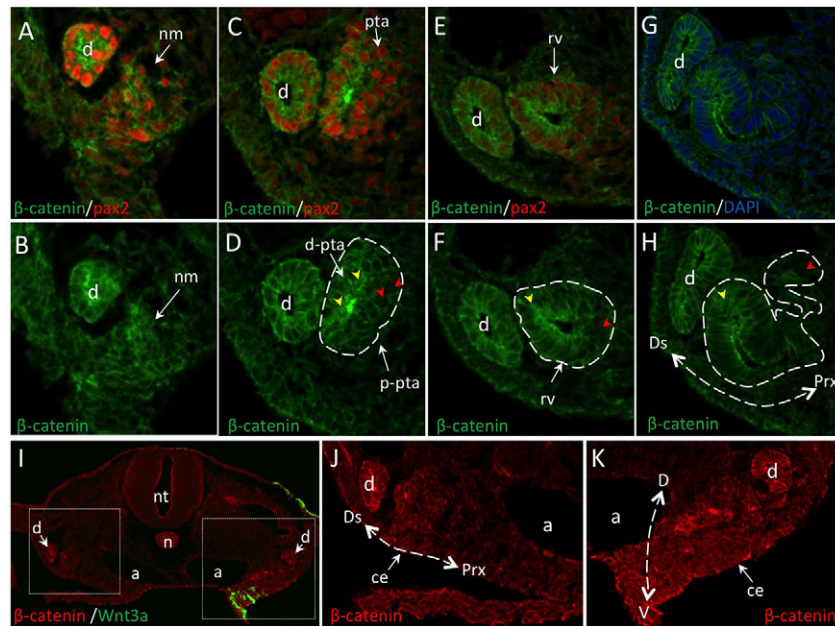 A
nm
d
β-catenin/pax2
C
pta
d
β-catenin/pax2
E
rv
d
β-catenin/pax2
G
d
β-catenin/DAPI
B
nm
d
β-catenin
D
d-pta
d
p-pta
β-catenin
F
d
rv
β-catenin
H
d
Ds
Prx
β-catenin
I
nt
d
n
d
a
a
β-catenin /Wnt3a
J
d
Ds
a
ce
Prx
β-catenin
K
d
D
a
ce
V
β-catenin